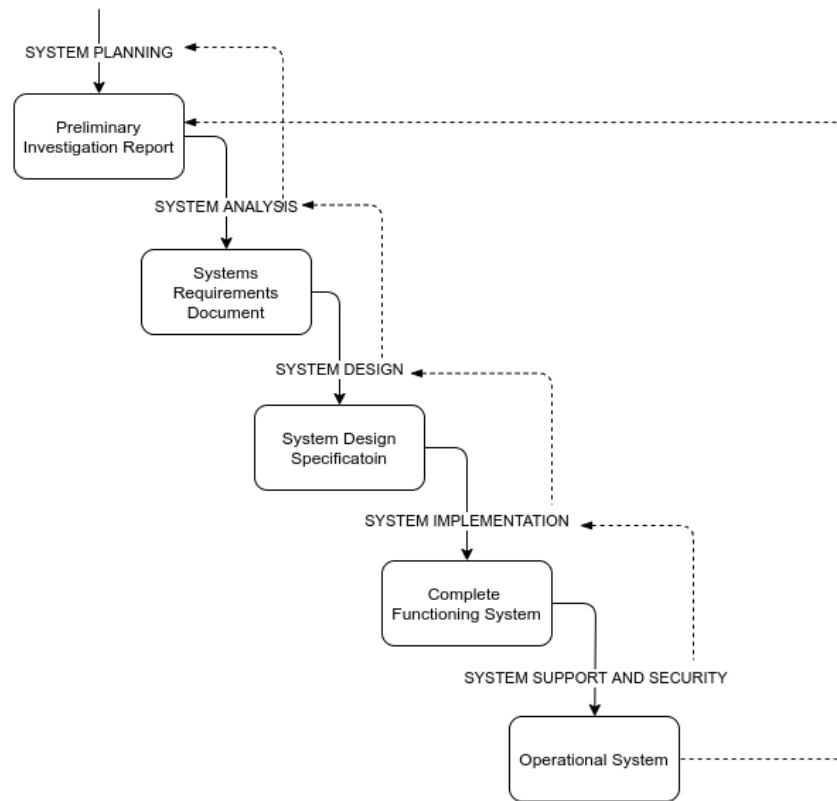 SYSTEM PLANNING
Preliminary
Investigation Report
SYSTEM ANALYSIS
Systems
Requirements
Document
SYSTEM DESIGN
System Design
Specificatoin
SYSTEM IMPLEMENTATION
Complete
Functioning System
SYSTEM SUPPORT AND SECURITY
Operational System